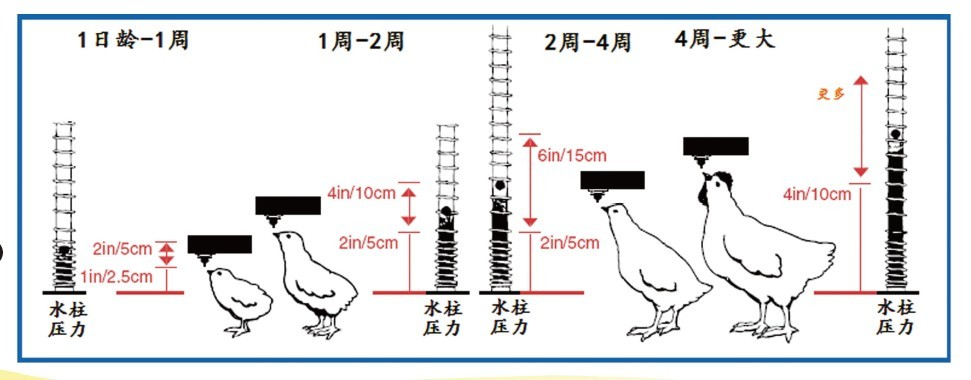 1日龄-1周
1周-2周
2周-4周
4周-更大
更多
6in/15cm
4in/10cm
4in/10cm
2in/5cm
2in/5cm
2in/5cm
1in/2.5cm
水柱
压力
水柱
压力
水柱
压力
水柱
压力